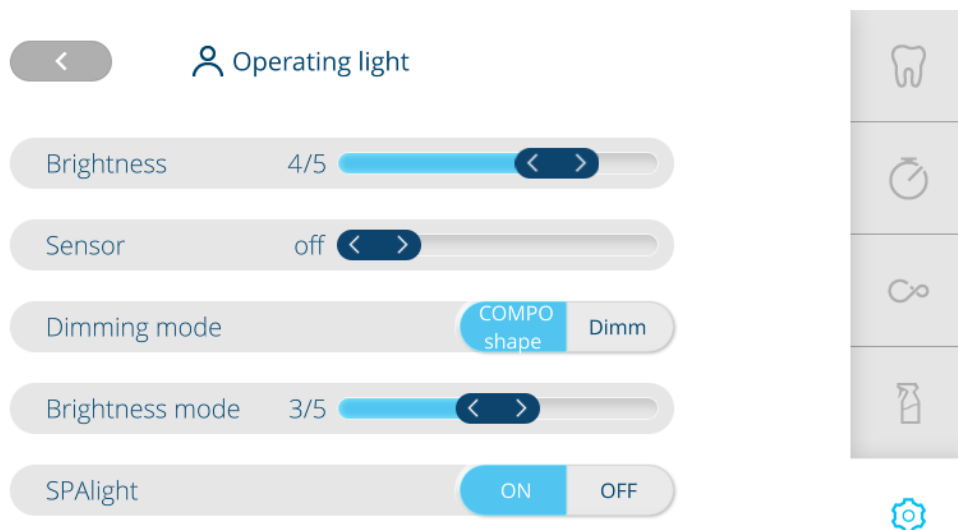 Operating light
Brightness 4/5
Sensor off
Dimming mode COMPO shape Dimm
Brightness mode 3/5
SPAlight ON OFF